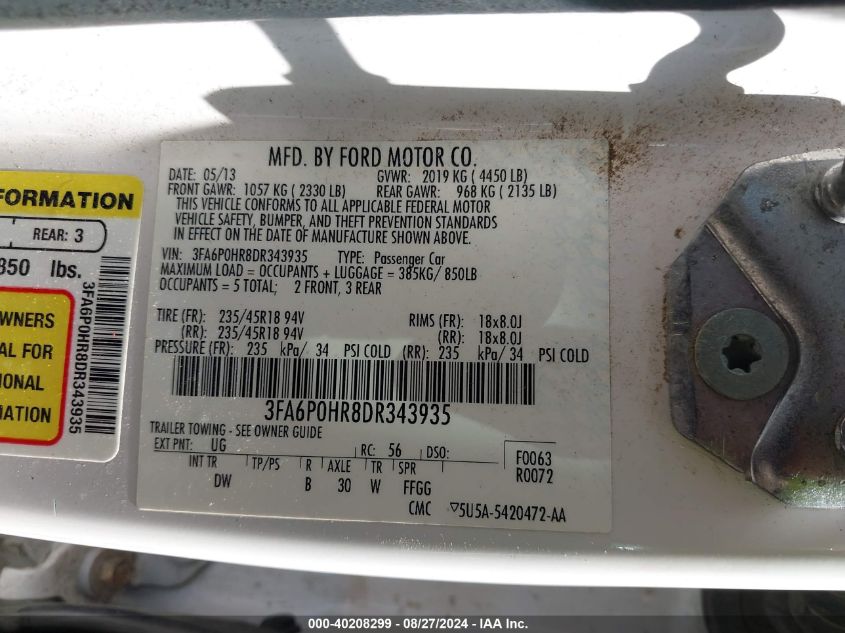 FORMATION
REAR: 3
850 lbs.
OWNERS
AL FOR
IONAL
MATION
3FA6P0HR8DR343935
MFD. BY FORD MOTOR CO.
DATE: 05/13 GVWR: 2019 KG ( 4450 LB)
FRONT GAWR: 1057 KG ( 2330 LB) REAR GAWR: 968 KG ( 2135 LB)
THIS VEHICLE CONFORMS TO ALL APPLICABLE FEDERAL MOTOR
VEHICLE SAFETY, BUMPER, AND THEFT PREVENTION STANDARDS
IN EFFECT ON THE DATE OF MANUFACTURE SHOWN ABOVE.
VIN: 3FA6P0HR8DR343935 TYPE: Passenger Car
MAXIMUM LOAD = OCCUPANTS + LUGGAGE = 385KG/ 850LB
OCCUPANTS = 5 TOTAL; 2 FRONT, 3 REAR
TIRE (FR): 235/45R18 94V RIMS (FR): 18x8.0J
(RR): 235/45R18 94V (RR): 18x8.0J
PRESSURE (FR): 235 kPa/ 34 PSI COLD (RR): 235 kPa/ 34 PSI COLD
3FA6P0HR8DR343935
TRAILER TOWING - SEE OWNER GUIDE
EXT PNT: UG RC: 56 DSO: F0063
INT TR TP/PS R AXLE TR SPR R0072
DW B 30 W FFGG
CMC ▽5U5A-5420472-AA
000-40208299 - 08/27/2024 - IAA, Inc.